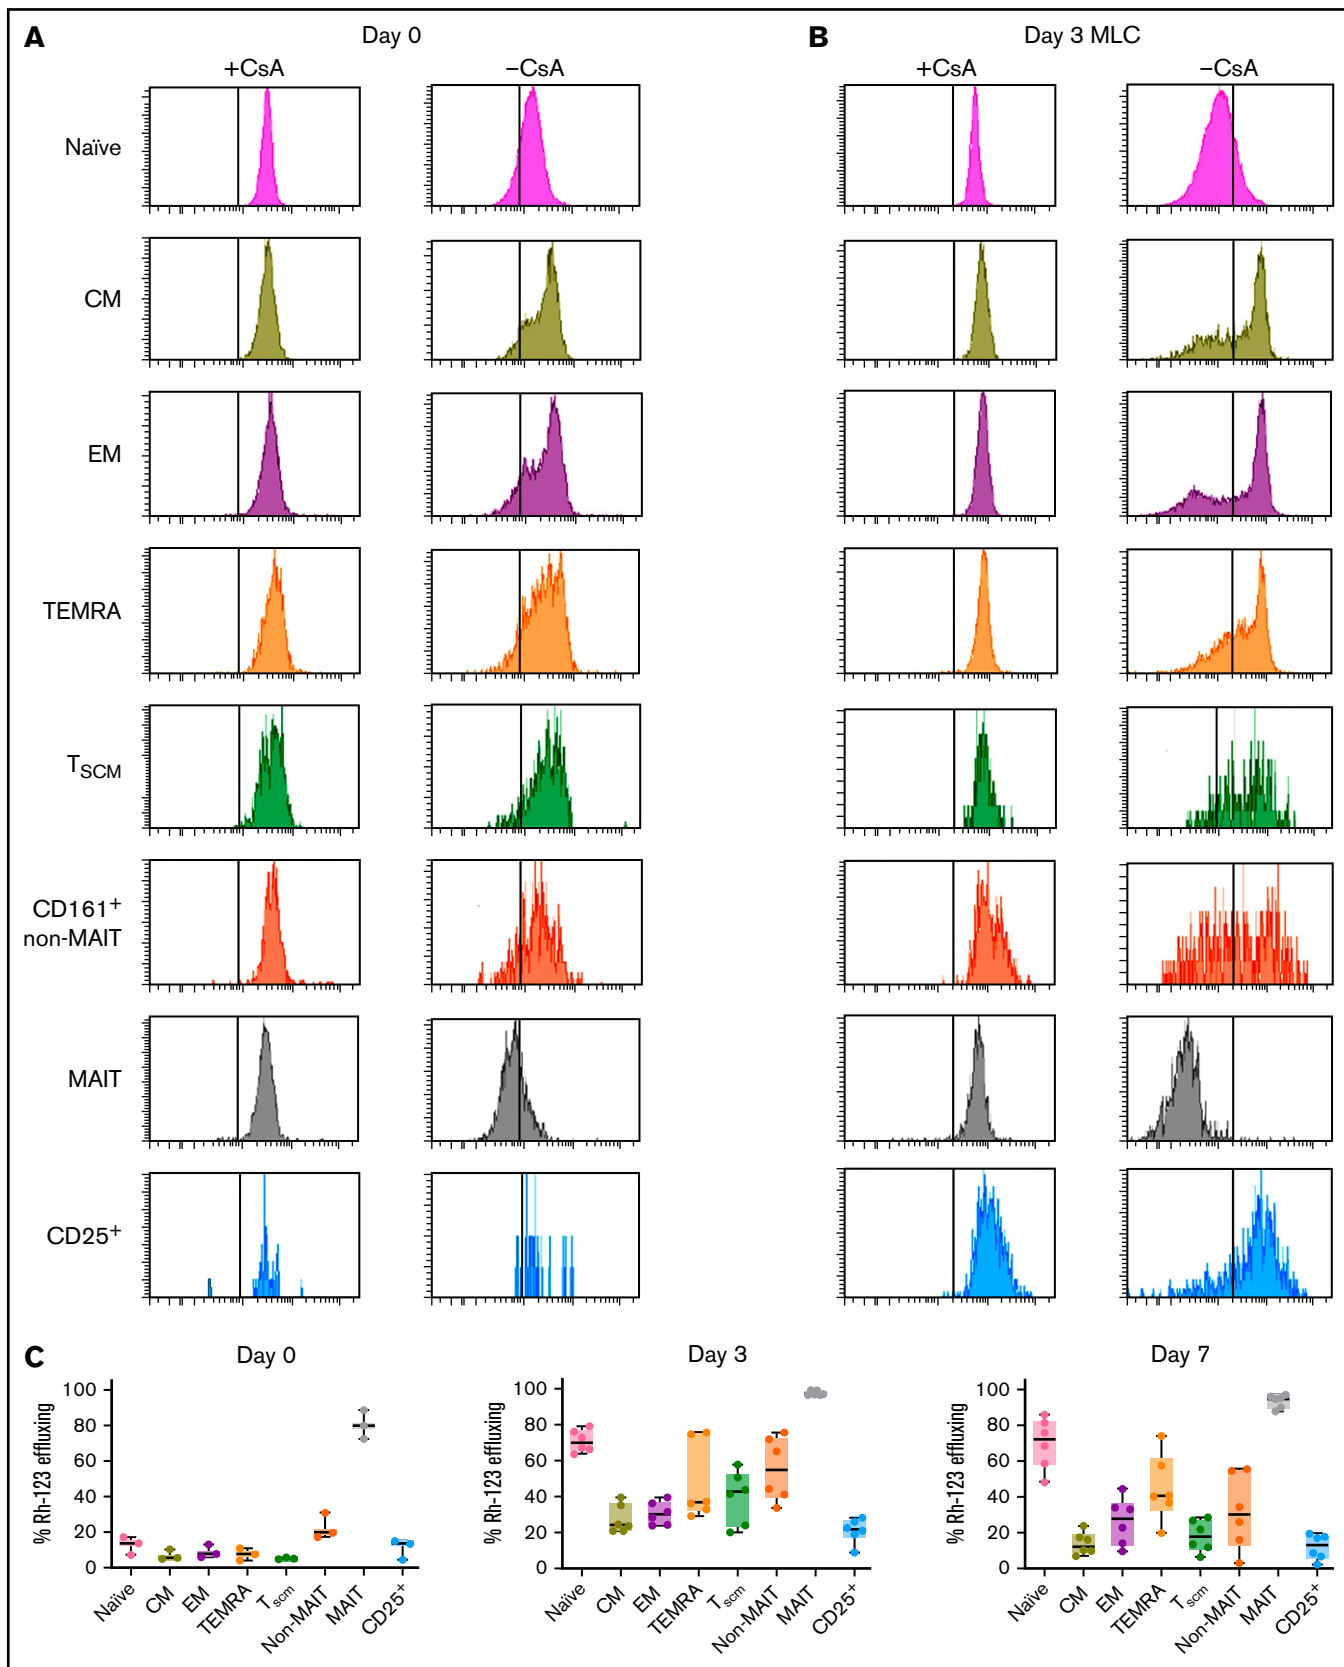 A Day 0 B Day 3 MLC
+CsA −CsA +CsA −CsA
Naïve
CM
EM
TEMRA
TSCM
CD161+
non-MAIT
MAIT
CD25+
C Day 0 Day 3 Day 7
% Rh-123 effluxing
100
80
60
40
20
0
Naïve CM EM TEMRA Tscm Non-MAIT MAIT CD25+
% Rh-123 effluxing
100
80
60
40
20
0
Naïve CM EM TEMRA Tscm Non-MAIT MAIT CD25+
% Rh-123 effluxing
100
80
60
40
20
0
Naïve CM EM TEMRA Tscm Non-MAIT MAIT CD25+